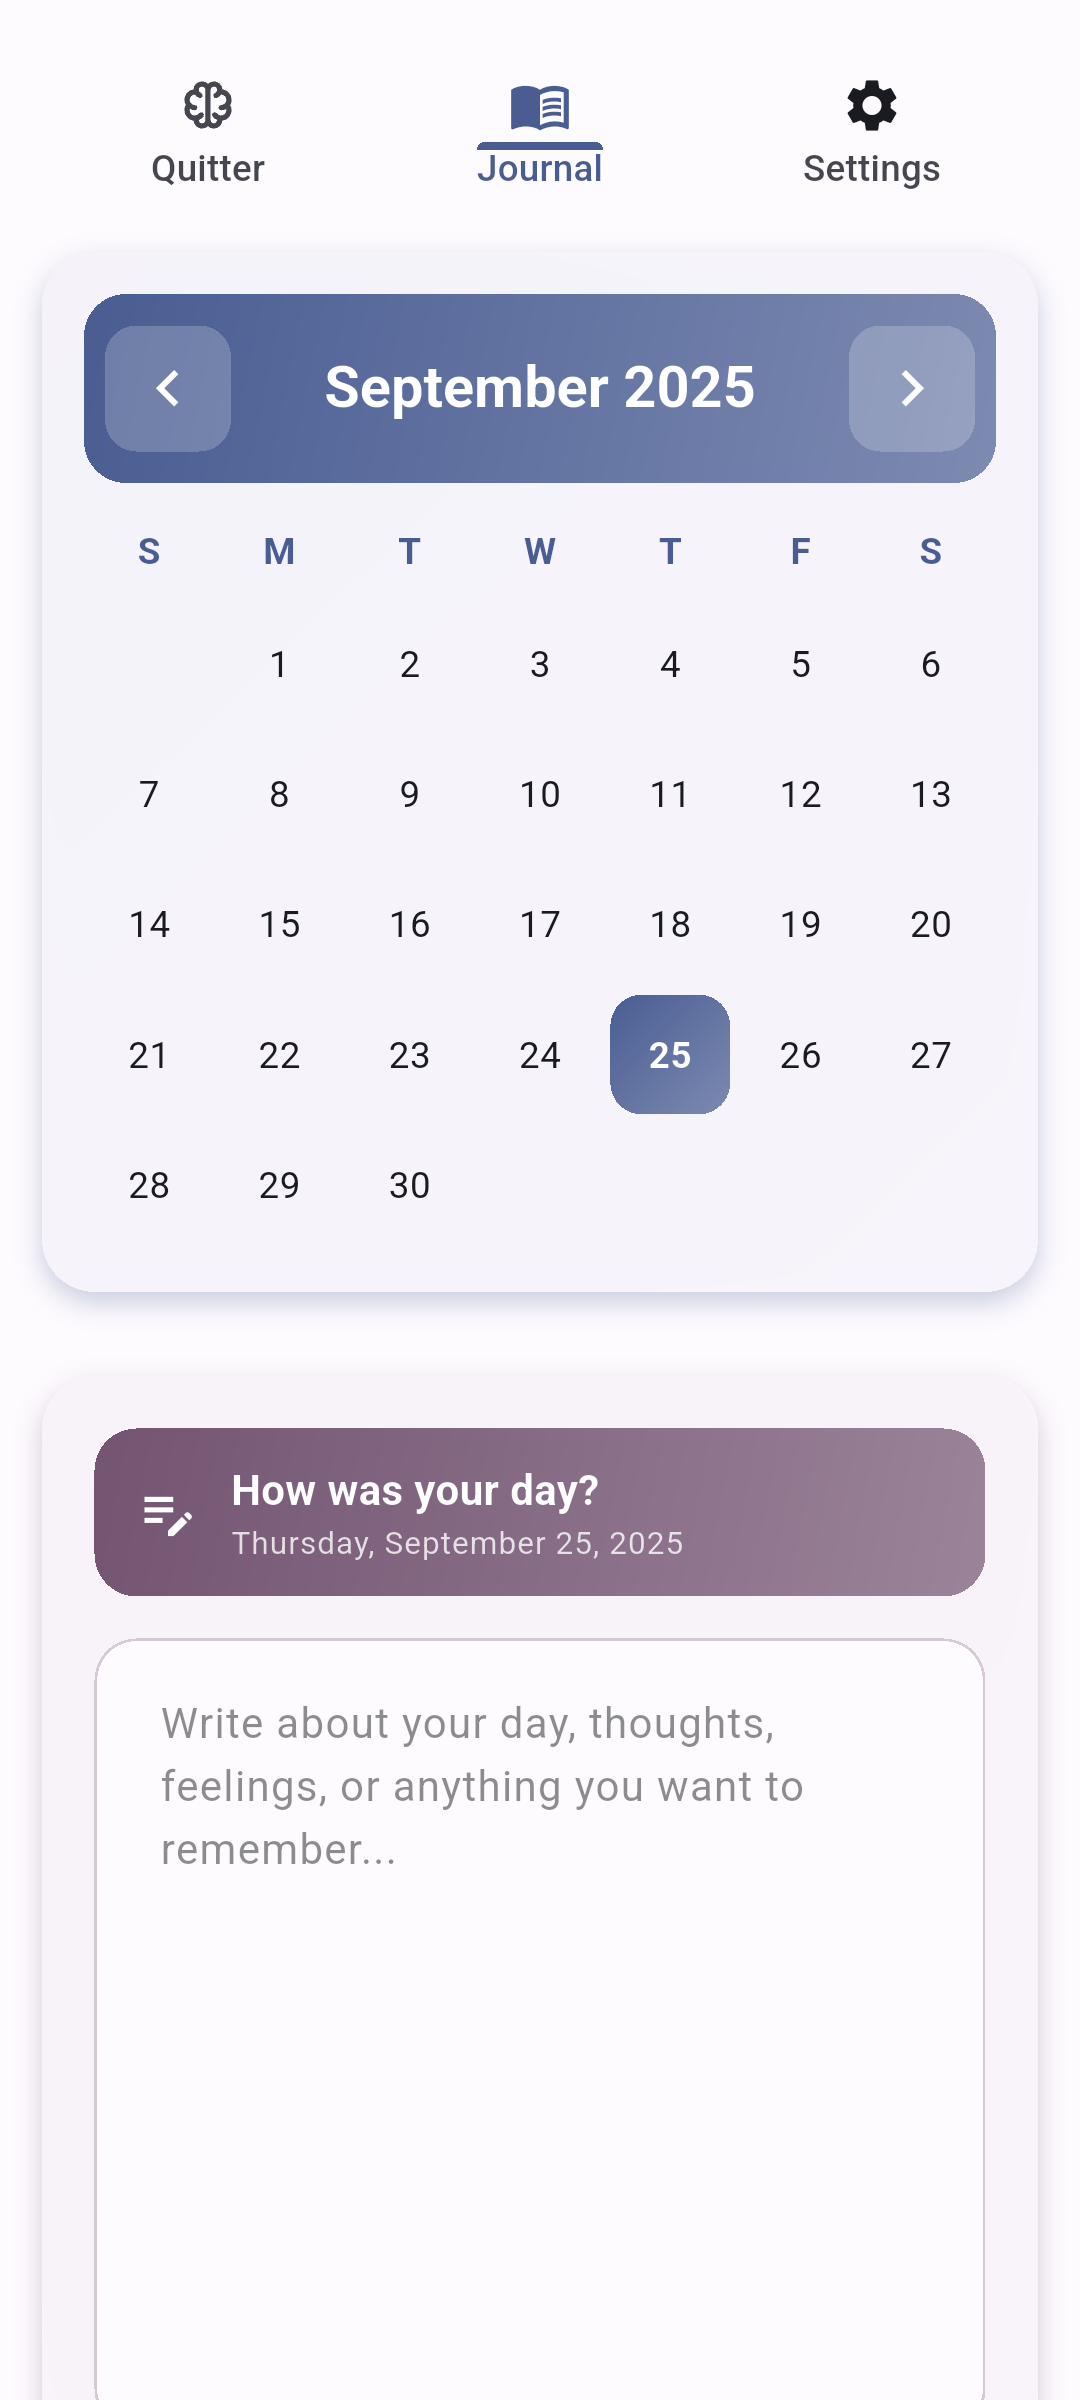 Quitter Journal Settings
September 2025
S M T W T F S
1 2 3 4 5 6
7 8 9 10 11 12 13
14 15 16 17 18 19 20
21 22 23 24 25 26 27
28 29 30
How was your day?
Thursday, September 25, 2025
Write about your day, thoughts,
feelings, or anything you want to
remember...